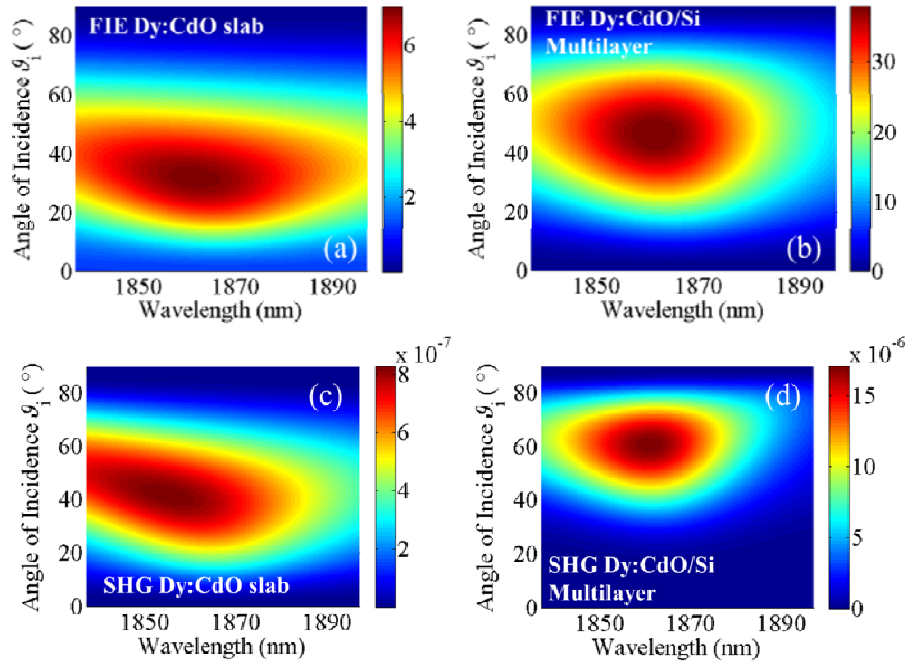 FIE Dy:CdO slab
(a)
80
60
40
20
0
Angle of Incidence ϑi (°)
1850 1870 1890
Wavelength (nm)
6
4
2
FIE Dy:CdO/Si
Multilayer
(b)
80
60
40
20
0
Angle of Incidence ϑi (°)
1850 1870 1890
Wavelength (nm)
30
20
10
0
(c)
SHG Dy:CdO slab
80
60
40
20
0
Angle of Incidence ϑi (°)
1850 1870 1890
Wavelength (nm)
x 10-7
8
6
4
2
(d)
SHG Dy:CdO/Si
Multilayer
80
60
40
20
0
Angle of Incidence ϑi (°)
1850 1870 1890
Wavelength (nm)
x 10-6
15
10
5
0